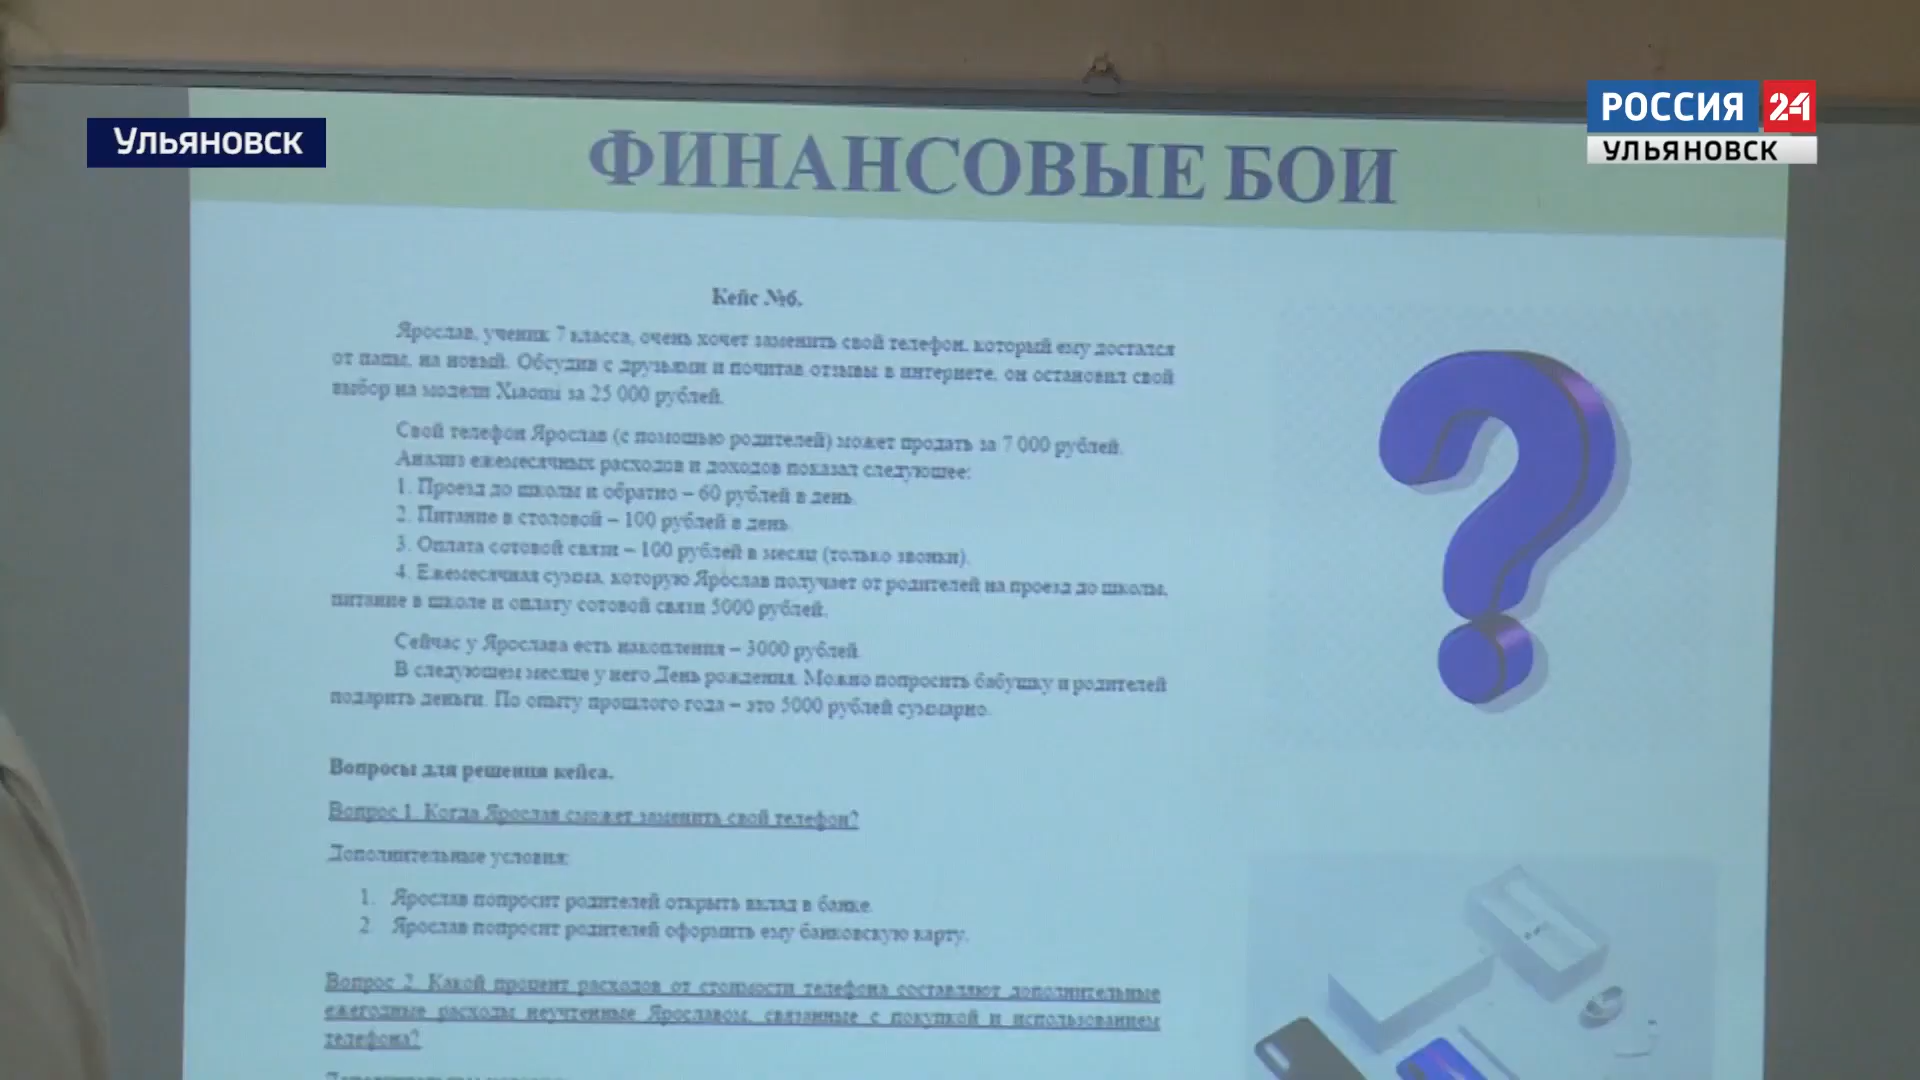 Ульяновск
РОССИЯ 24
УЛЬЯНОВСК
ФИНАНСОВЫЕ БОИ
Кейс №6.
Ярослав, ученик 7 класса, очень хочет заменить свой телефон, который ему достался
от папы, на новый. Обсудив с друзьями и почитав отзывы в интернете, он остановил свой
выбор на модели Xiaomi за 25 000 рублей.
Свой телефон Ярослав (с помощью родителей) может продать за 7 000 рублей.
Анализ ежемесячных расходов и доходов показал следующее:
1. Проезд до школы и обратно – 60 рублей в день.
2. Питание в столовой – 100 рублей в день.
3. Оплата сотовой связи – 100 рублей в месяц (только звонки).
4. Ежемесячная сумма, которую Ярослав получает от родителей на проезд до школы,
питание в школе и оплату сотовой связи 5000 рублей.
Сейчас у Ярослава есть накопления – 3000 рублей.
В следующем месяце у него День рождения. Можно попросить бабушку и родителей
подарить деньги. По опыту прошлого года – это 5000 рублей суммарно.
Вопросы для решения кейса.
Вопрос 1. Когда Ярослав сможет заменить свой телефон?
Дополнительные условия:
1. Ярослав попросит родителей открыть вклад в банке.
2. Ярослав попросит родителей оформить ему банковскую карту.
Вопрос 2. Какой процент расходов от стоимости телефона составляют дополнительные
ежегодные расходы неучтенные Ярославом, связанные с покупкой и использованием
телефона?